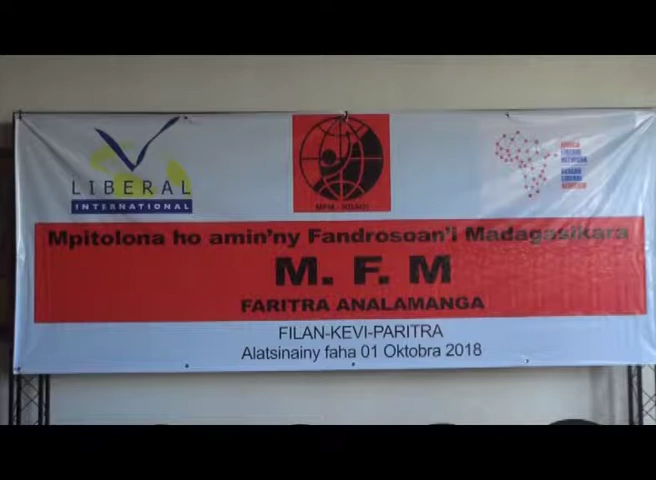 LIBERAL
INTERNATIONAL
Mpitolona ho amin'ny Fandrosoan'i Madagasikara
M. F. M
FARITRA ANALAMANGA
FILAN-KEVI-PARITRA
Alatsinainy faha 01 Oktobra 2018